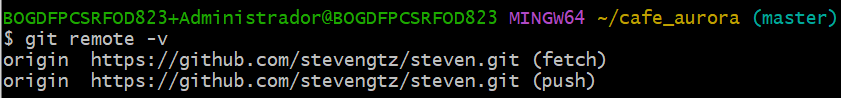 BOGDFPCSRFOD823+Administrador@BOGDFPCSRFOD823 MINGW64 ~/cafe_aurora (master)
$ git remote -v
origin  https://github.com/stevengtz/steven.git (fetch)
origin  https://github.com/stevengtz/steven.git (push)